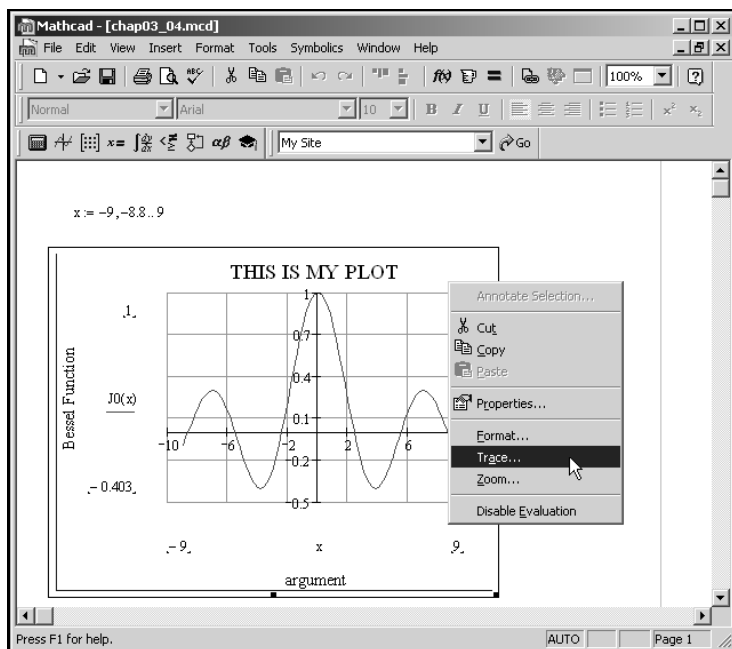 Mathcad - [chap03_04.mcd]
File Edit View Insert Format Tools Symbolics Window Help
100%
Normal Arial 10 B I U x² x₂
x= αβ My Site Go
x := -9,-8.8..9
THIS IS MY PLOT
1
0.7
0.4
0.1
-10 -6 -2 2 6
-0.2
-0.5
1
J0(x)
-0.403
Bessel Function
-9 x 9
argument
Annotate Selection...
Cut
Copy
Paste
Properties...
Format...
Trace...
Zoom...
Disable Evaluation
Press F1 for help. AUTO Page 1